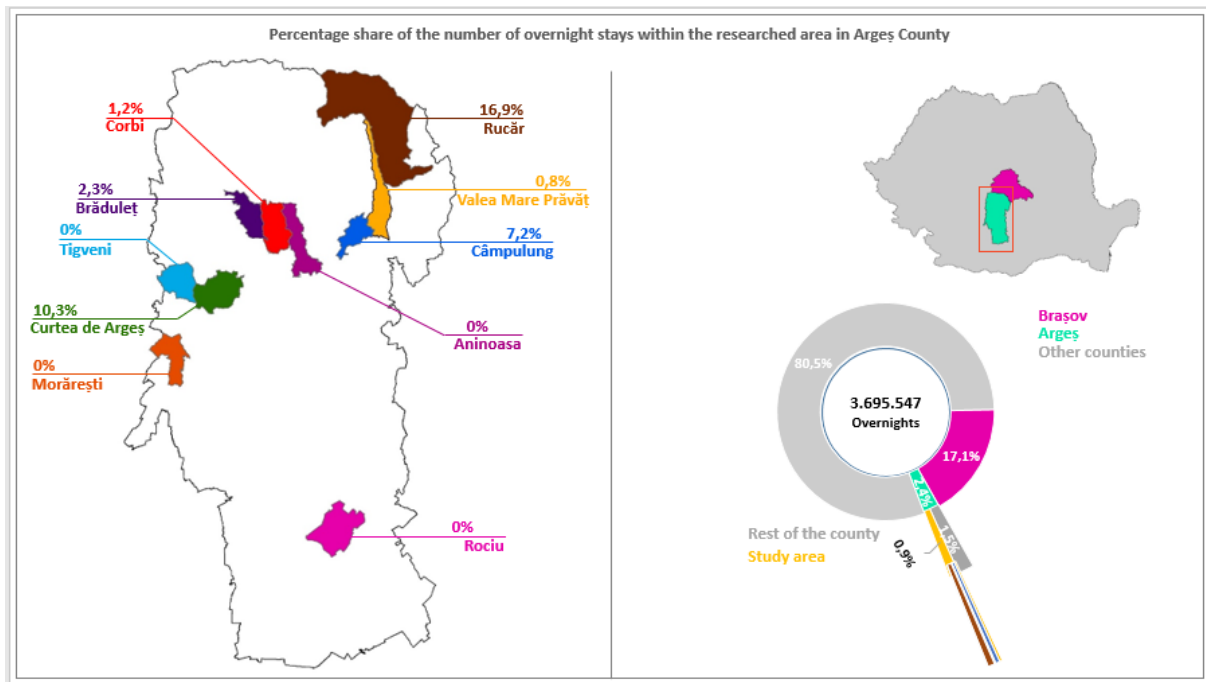 Percentage share of the number of overnight stays within the researched area in Argeș County
1,2%
Corbi
16,9%
Rucăr
2,3%
Brăduleț
0,8%
Valea Mare Prăvăț
0%
Tigveni
7,2%
Câmpulung
10,3%
Curtea de Argeș
0%
Aninoasa
0%
Morărești
0%
Rociu
Brașov
Argeș
Other counties
80,5%
3.695.547
Overnights
17,1%
2,4%
Rest of the county
Study area
0,9%
1,5%